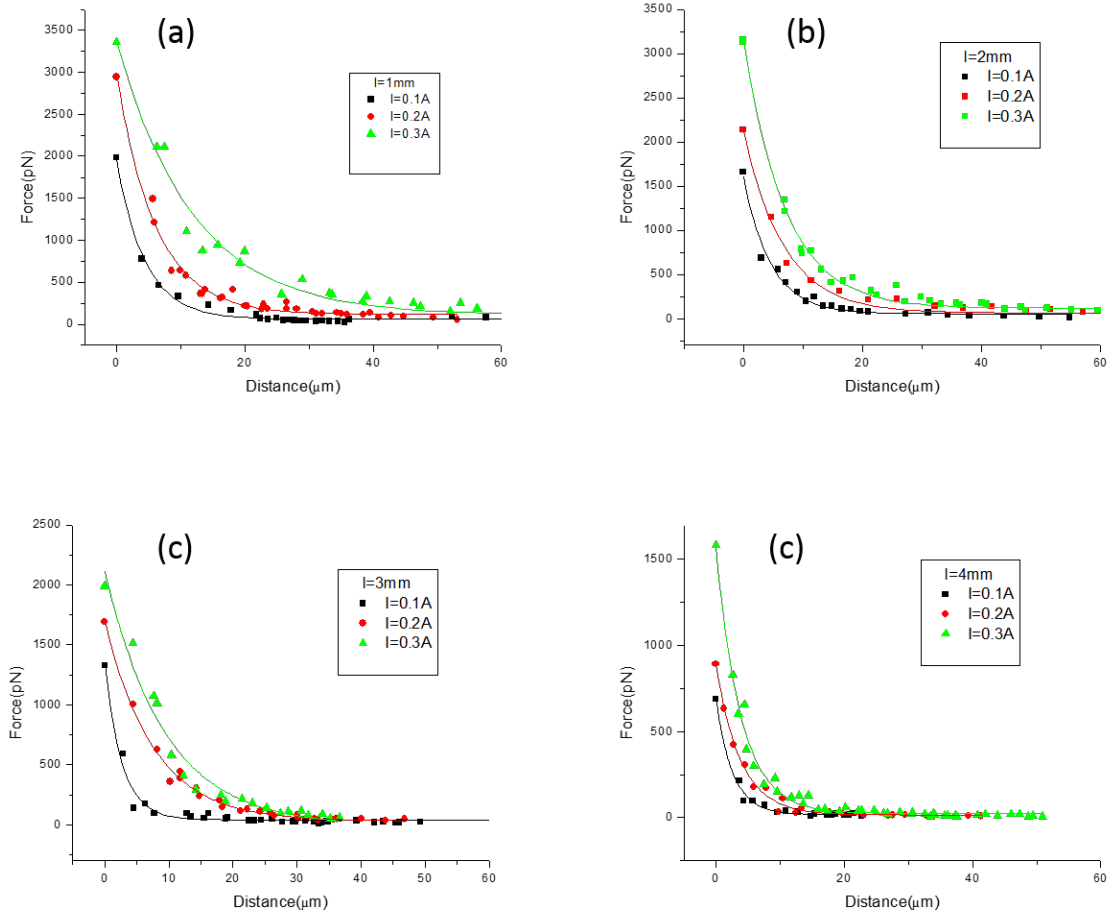 (a)
l=1mm
I=0.1A
I=0.2A
I=0.3A
Force(pN)
3500
3000
2500
2000
1500
1000
500
0
0 20 40 60
Distance(μm)
(b)
l=2mm
I=0.1A
I=0.2A
I=0.3A
Force(pN)
3500
3000
2500
2000
1500
1000
500
0
0 20 40 60
Distance(μm)
(c)
l=3mm
I=0.1A
I=0.2A
I=0.3A
Force(pN)
2500
2000
1500
1000
500
0
0 10 20 30 40 50 60
Distance(μm)
(c)
l=4mm
I=0.1A
I=0.2A
I=0.3A
Force(pN)
1500
1000
500
0
0 20 40 60
Distance(μm)